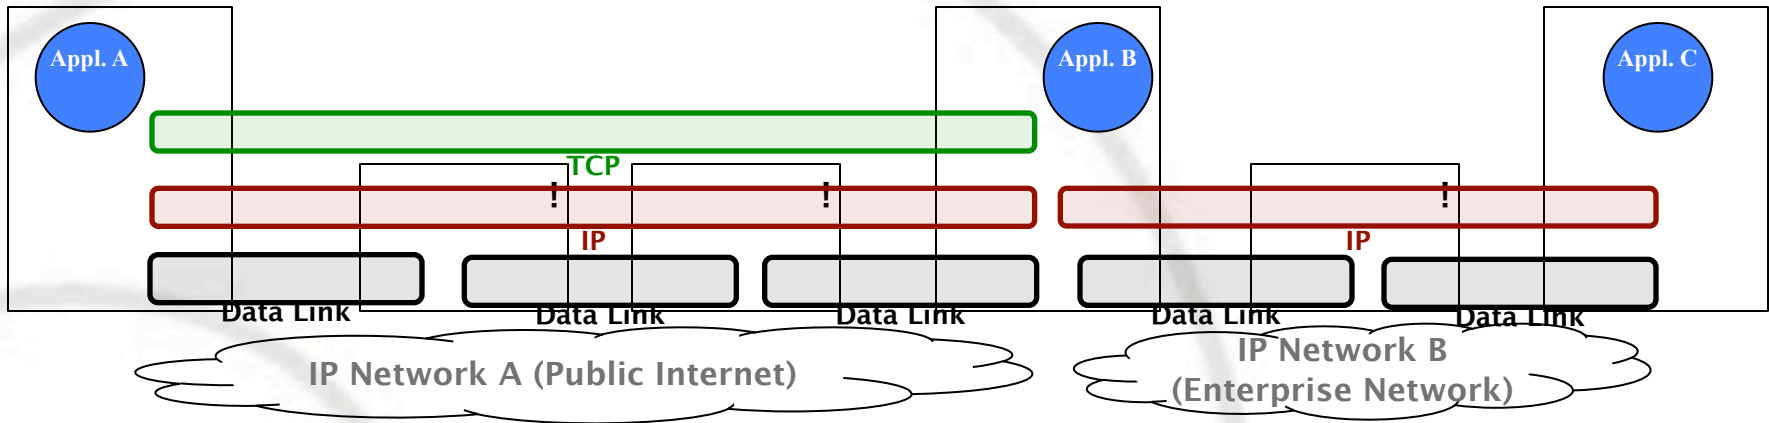 Appl. A
Appl. B
Appl. C
TCP
!
!
!
IP
IP
Data Link
Data Link
Data Link
Data Link
Data Link
IP Network A (Public Internet)
IP Network B
(Enterprise Network)